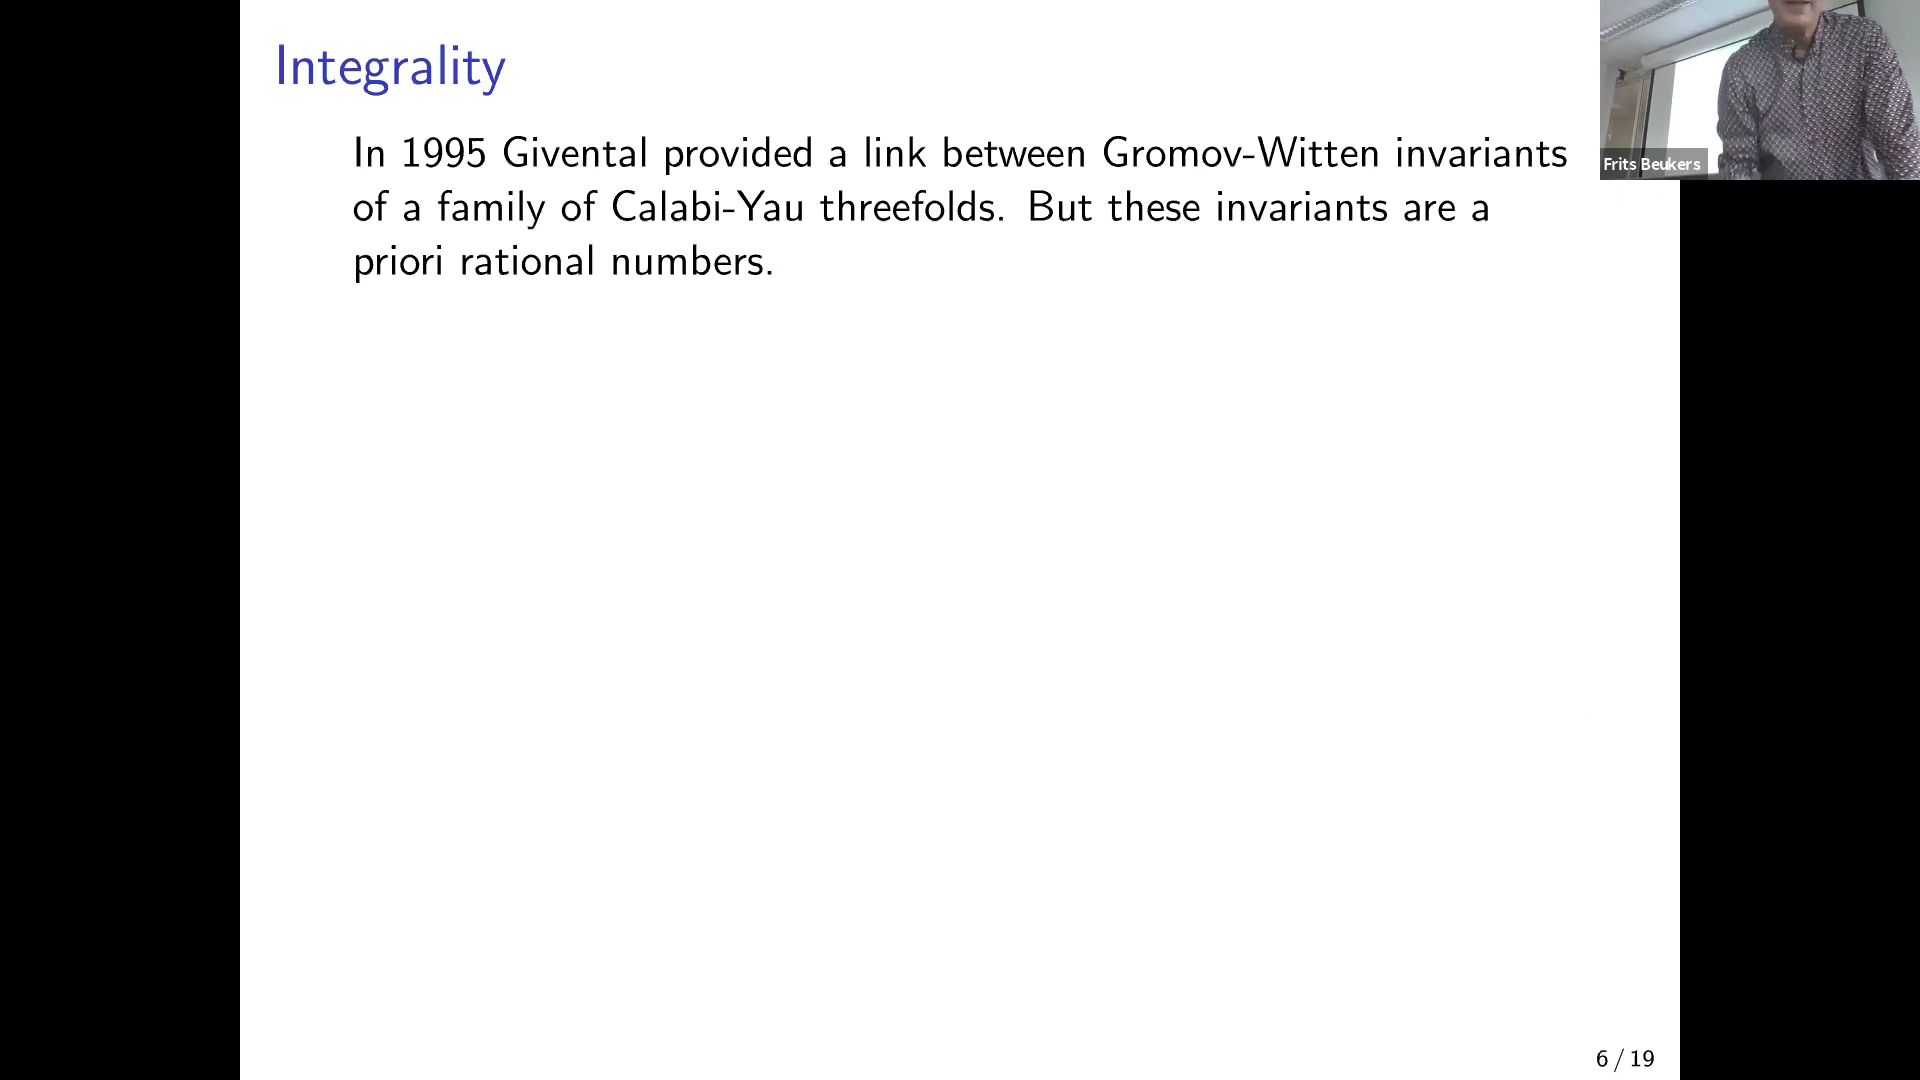 Integrality
In 1995 Givental provided a link between Gromov-Witten invariants
of a family of Calabi-Yau threefolds. But these invariants are a
priori rational numbers.
Frits Beukers
6 / 19